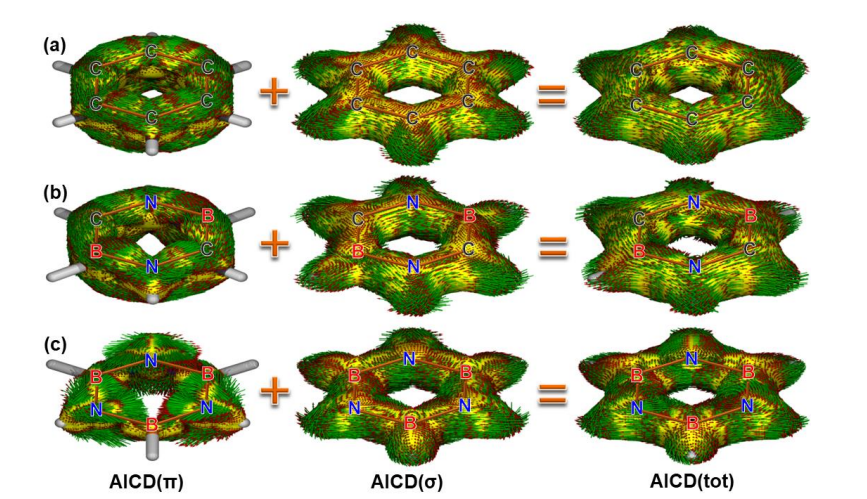 (a)
C C C C C C + C C C C C C = C C C C C C
(b)
N B C N B C + N B C N B C = N B C N B C
(c)
N B N B N B + N B N B N B = N B N B N B
AICD(π) AICD(σ) AICD(tot)